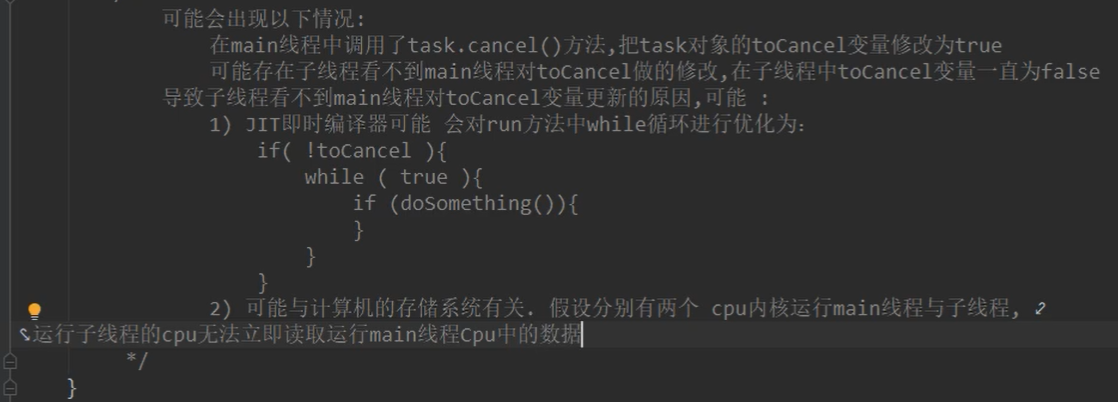 可能会出现以下情况:
在main线程中调用了task.cancel()方法,把task对象的toCancel变量修改为true
可能存在子线程看不到main线程对toCancel做的修改,在子线程中toCancel变量一直为false
导致子线程看不到main线程对toCancel变量更新的原因,可能 :
1) JIT即时编译器可能 会对run方法中while循环进行优化为:
if( !toCancel ){
while ( true ){
if (doSomething()){
}
}
}
2) 可能与计算机的存储系统有关. 假设分别有两个 cpu内核运行main线程与子线程,
运行子线程的cpu无法立即读取运行main线程Cpu中的数据
*/
}